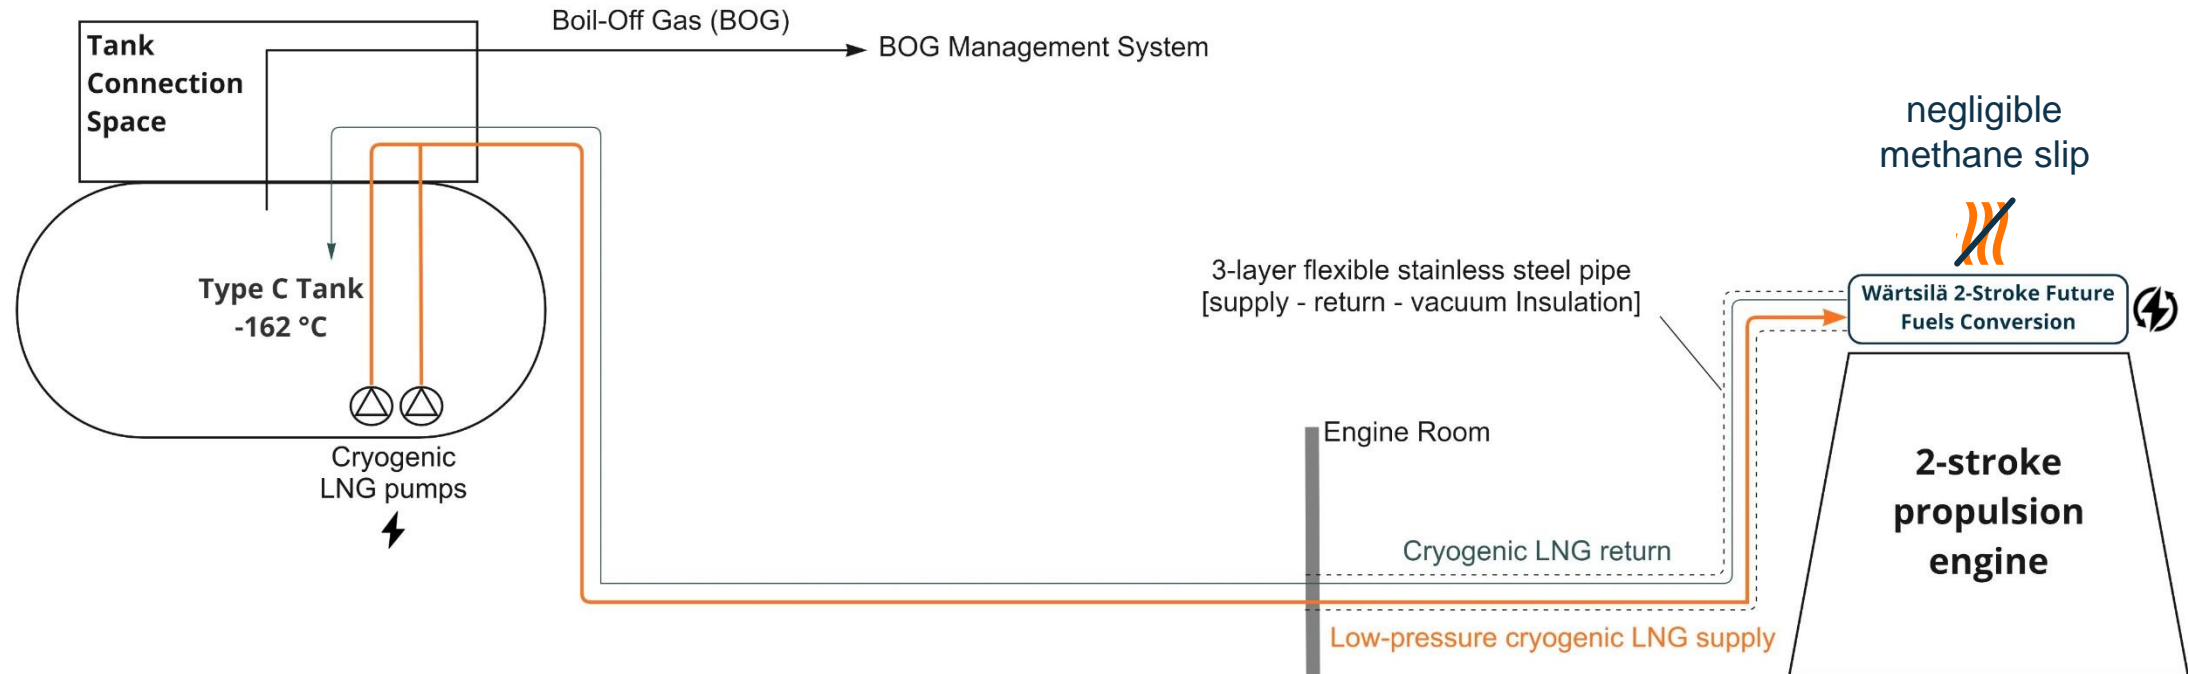 Boil-Off Gas (BOG)
BOG Management System
Tank
Connection
Space
negligible
methane slip
Type C Tank
-162 °C
3-layer flexible stainless steel pipe
[supply - return - vacuum Insulation]
Wärtsilä 2-Stroke Future
Fuels Conversion
Engine Room
Cryogenic
LNG pumps
2-stroke
propulsion
engine
Cryogenic LNG return
Low-pressure cryogenic LNG supply